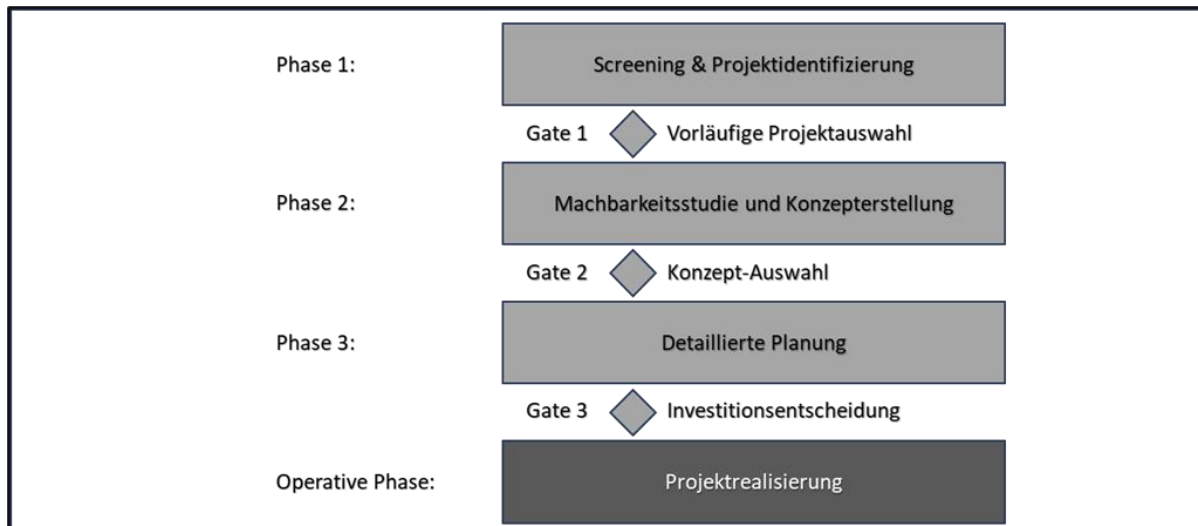 Phase 1: Screening & Projektidentifizierung
Gate 1 Vorläufige Projektauswahl
Phase 2: Machbarkeitsstudie und Konzepterstellung
Gate 2 Konzept-Auswahl
Phase 3: Detaillierte Planung
Gate 3 Investitionsentscheidung
Operative Phase: Projektrealisierung